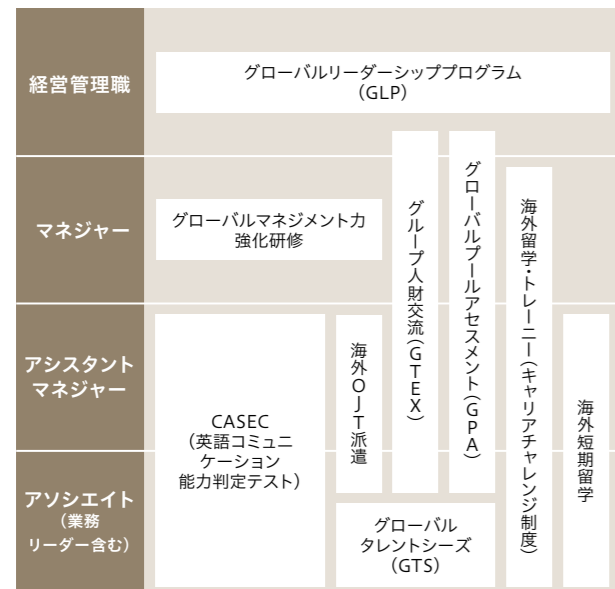 経営管理職
グローバルリーダーシッププログラム
(GLP)
マネジャー
グローバルマネジメント力
強化研修
グループ人財交流(GTEX)
グローバルプールアセスメント(GPA)
海外留学・トレーニー(キャリアチャレンジ制度)
アシスタント
マネジャー
CASEC
(英語コミュニ
ケーション
能力判定テスト)
海外OJT派遣
海外短期留学
アソシエイト
(業務
リーダー含む)
グローバル
タレントシーズ
(GTS)